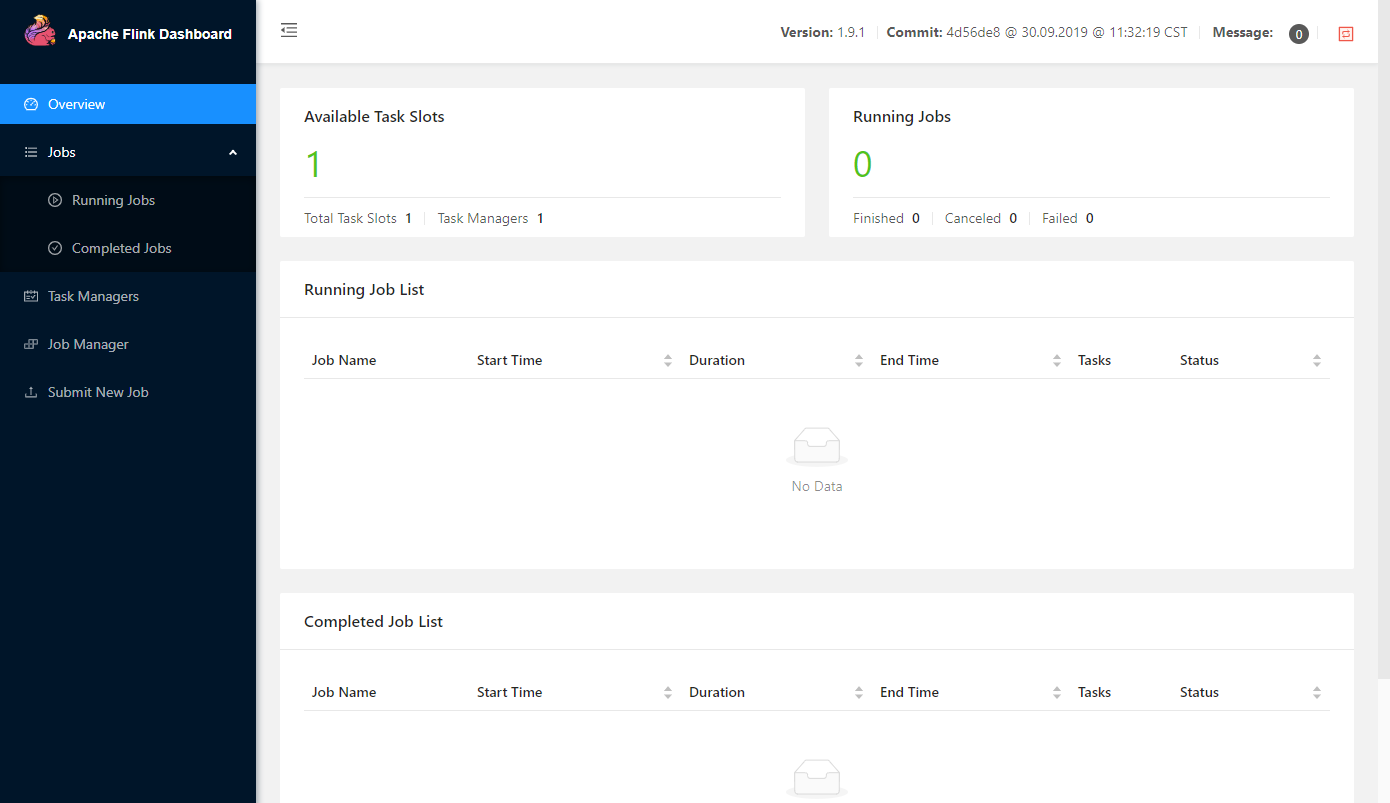 Apache Flink Dashboard
Version: 1.9.1 Commit: 4d56de8 @ 30.09.2019 @ 11:32:19 CST Message: 0
Overview
Jobs
Running Jobs
Completed Jobs
Task Managers
Job Manager
Submit New Job
Available Task Slots
1
Total Task Slots 1 Task Managers 1
Running Jobs
0
Finished 0 Canceled 0 Failed 0
Running Job List
Job Name Start Time Duration End Time Tasks Status
No Data
Completed Job List
Job Name Start Time Duration End Time Tasks Status